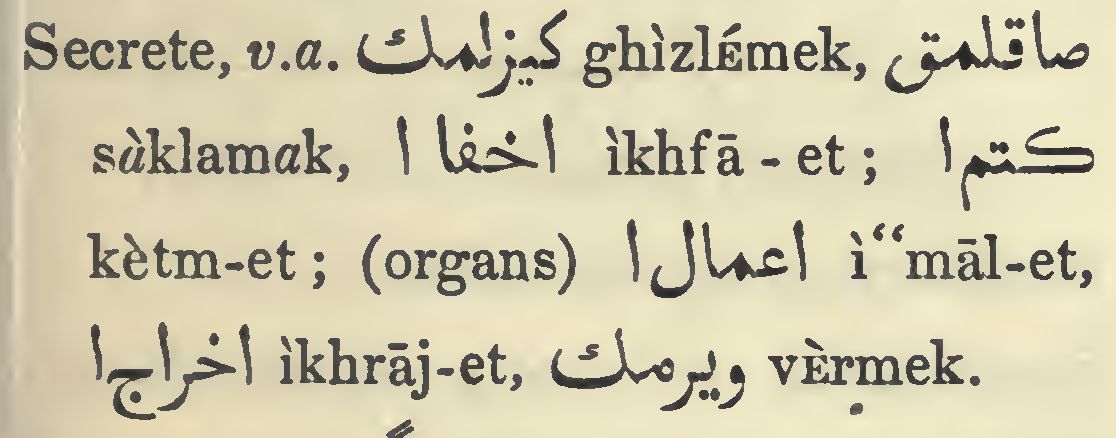 Secrete, v.a. كيزلمك ghìzlÉmek, صاقلمق
sàklamak, اخفا ا ìkhfā - et ; كتم ا
kètm-et ; (organs) اعمال ا ì“māl-et,
اخراج ا ìkhrāj-et, ويرمك vÈṛmek.